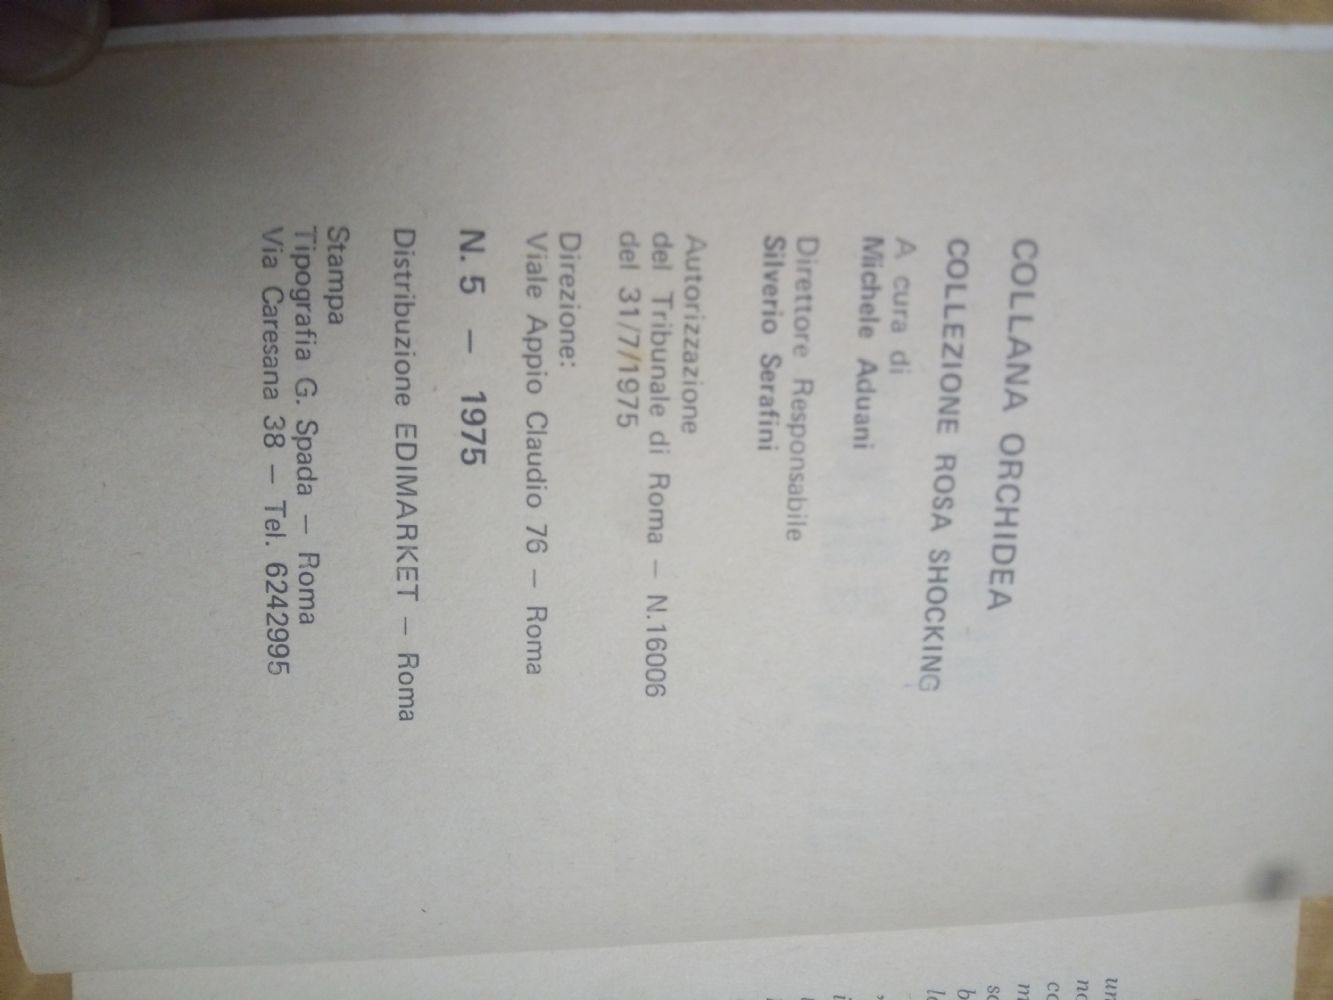 COLLANA ORCHIDEA
COLLEZIONE ROSA SHOCKING
A cura di
Michele Aduani
Direttore Responsabile
Silverio Serafini
Autorizzazione
del Tribunale di Roma — N.16006
del 31/7/1975
Direzione:
Viale Appio Claudio 76 — Roma
N. 5 — 1975
Distribuzione EDIMARKET — Roma
Stampa
Tipografia G. Spada — Roma
Via Caresana 38 — Tel. 6242995